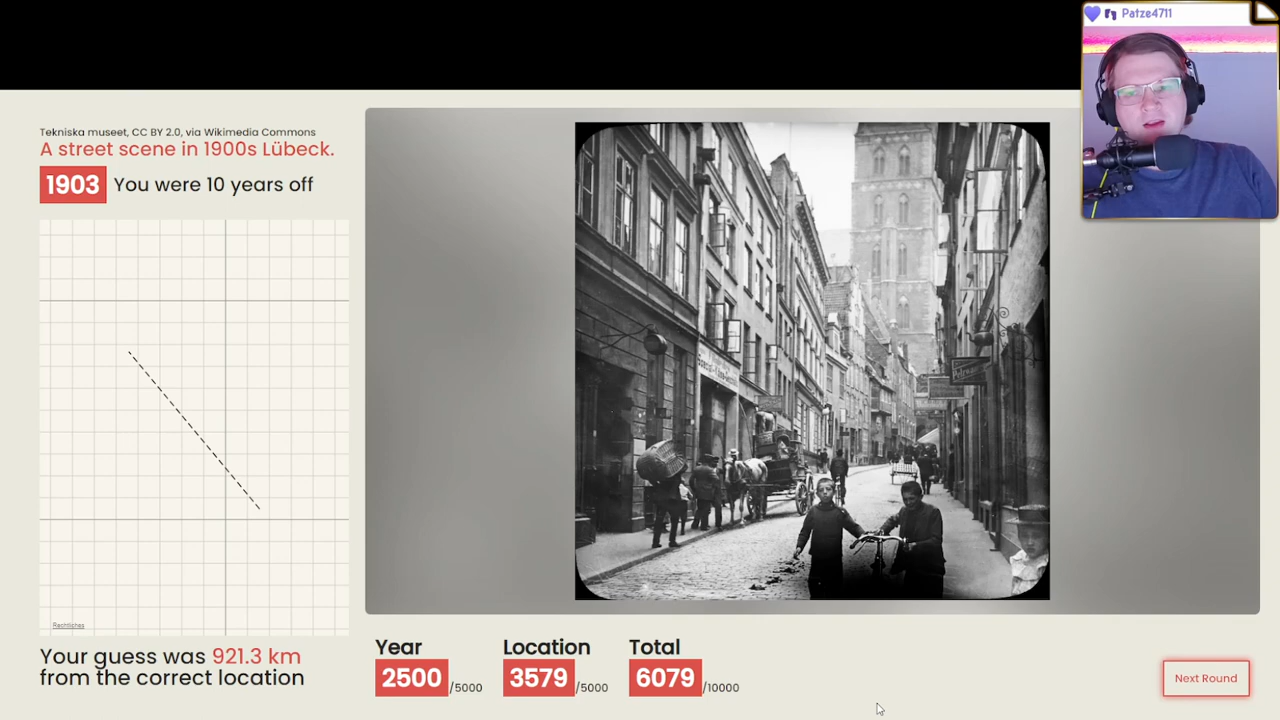 Patze4711
Tekniska museet, CC BY 2.0, via Wikimedia Commons
A street scene in 1900s Lübeck.
1903 You were 10 years off
Rechtliches
Your guess was 921.3 km
from the correct location
Year
2500/5000
Location
3579/5000
Total
6079/10000
Next Round